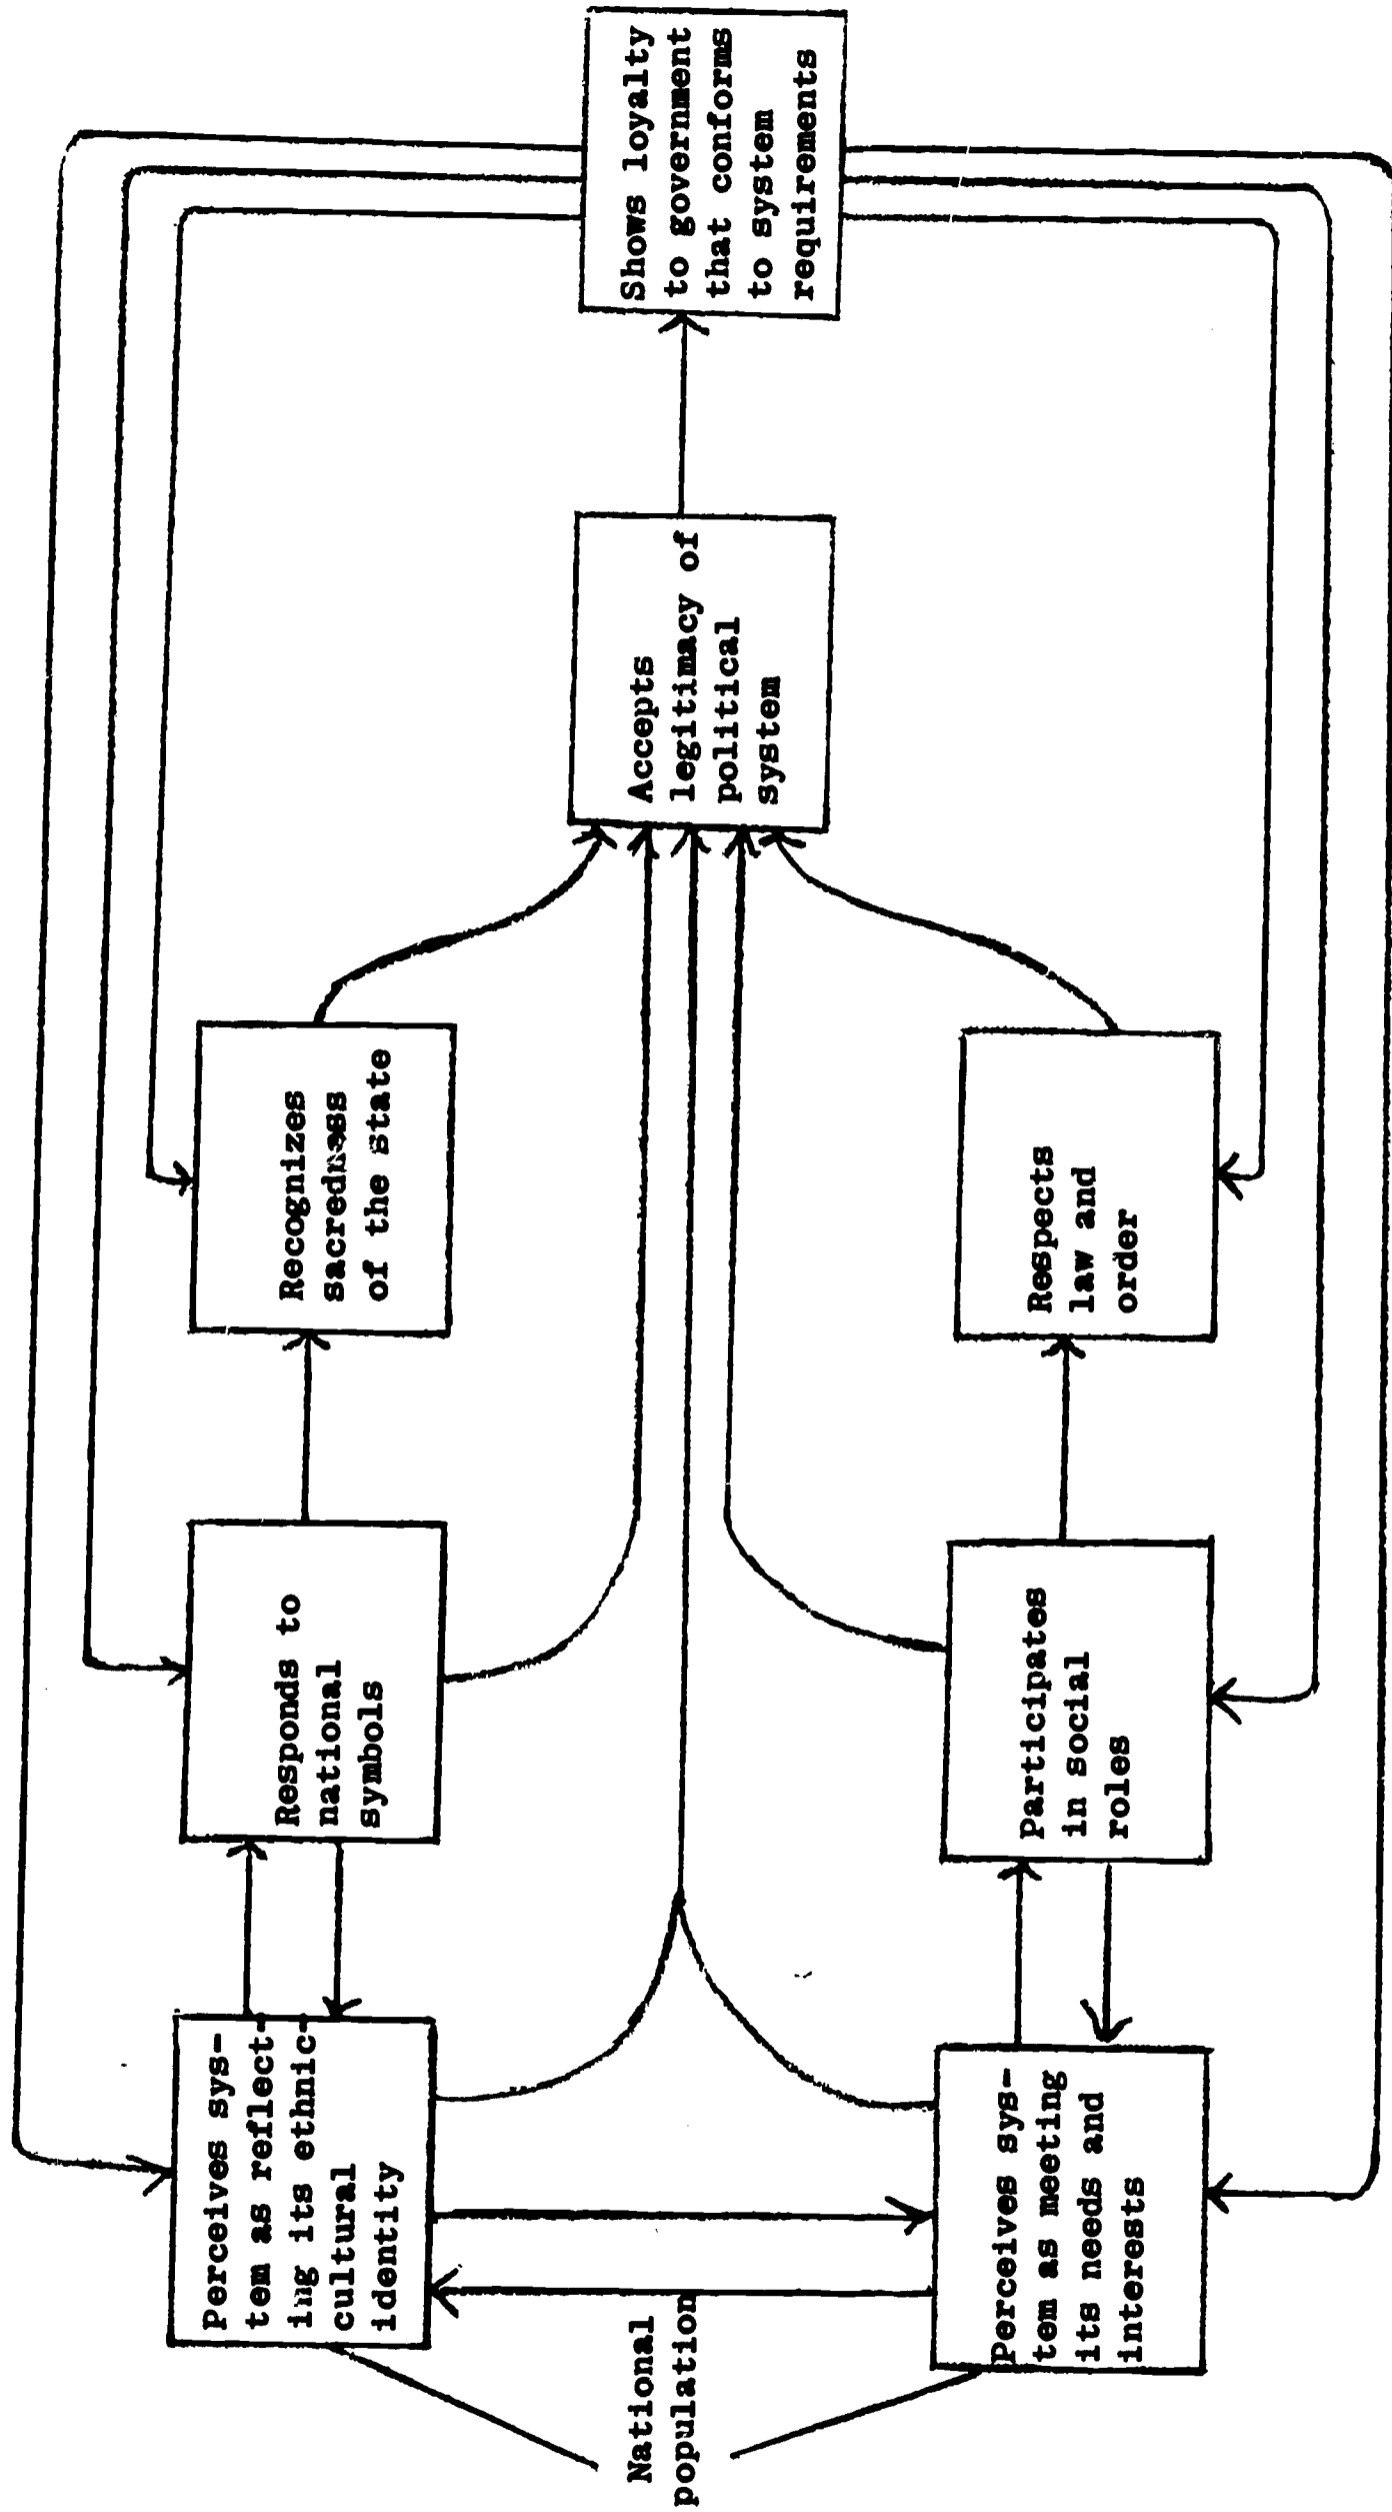 National
population
Perceives sys-
tem as reflect-
ing its ethnic-
cultural
identity
Responds to
national
symbols
Recognizes
sacredness
of the state
Accepts
legitimacy of
political
system
Shows loyalty
to government
that conforms
to system
requirements
Perceives sys-
tem as meeting
its needs and
interests
Participates
in social
roles
Respects
law and
order